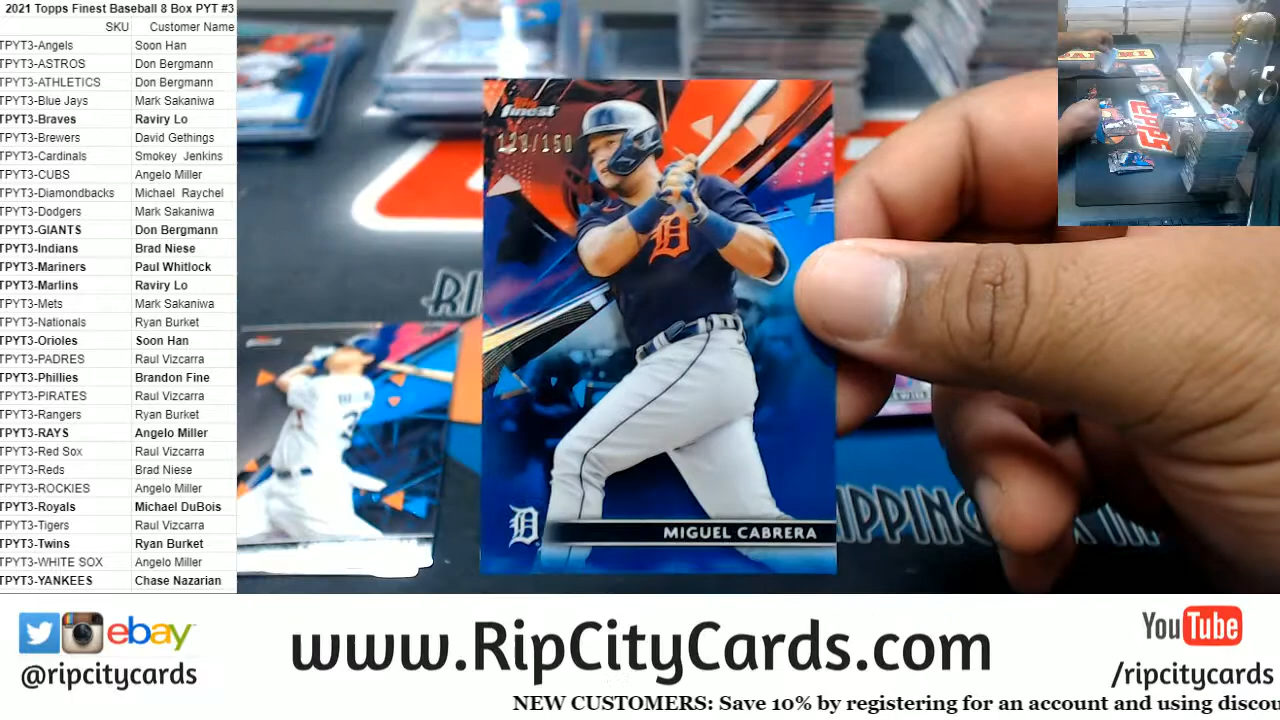 2021 Topps Finest Baseball 8 Box PYT #3
SKU Customer Name
TPYT3-Angels Soon Han
TPYT3-ASTROS Don Bergmann
TPYT3-ATHLETICS Don Bergmann
TPYT3-Blue Jays Mark Sakaniwa
TPYT3-Braves Raviry Lo
TPYT3-Brewers David Gethings
TPYT3-Cardinals Smokey Jenkins
TPYT3-CUBS Angelo Miller
TPYT3-Diamondbacks Michael Raychel
TPYT3-Dodgers Mark Sakaniwa
TPYT3-GIANTS Don Bergmann
TPYT3-Indians Brad Niese
TPYT3-Mariners Paul Whitlock
TPYT3-Marlins Raviry Lo
TPYT3-Mets Mark Sakaniwa
TPYT3-Nationals Ryan Burket
TPYT3-Orioles Soon Han
TPYT3-PADRES Raul Vizcarra
TPYT3-Phillies Brandon Fine
TPYT3-PIRATES Raul Vizcarra
TPYT3-Rangers Ryan Burket
TPYT3-RAYS Angelo Miller
TPYT3-Red Sox Raul Vizcarra
TPYT3-Reds Brad Niese
TPYT3-ROCKIES Angelo Miller
TPYT3-Royals Michael DuBois
TPYT3-Tigers Raul Vizcarra
TPYT3-Twins Ryan Burket
TPYT3-WHITE SOX Angelo Miller
TPYT3-YANKEES Chase Nazarian
finest
/150
D
D
MIGUEL CABRERA
RI
RIPPING
ebay
@ripcitycards
www.RipCityCards.com
YouTube
/ripcitycards
NEW CUSTOMERS: Save 10% by registering for an account and using discou